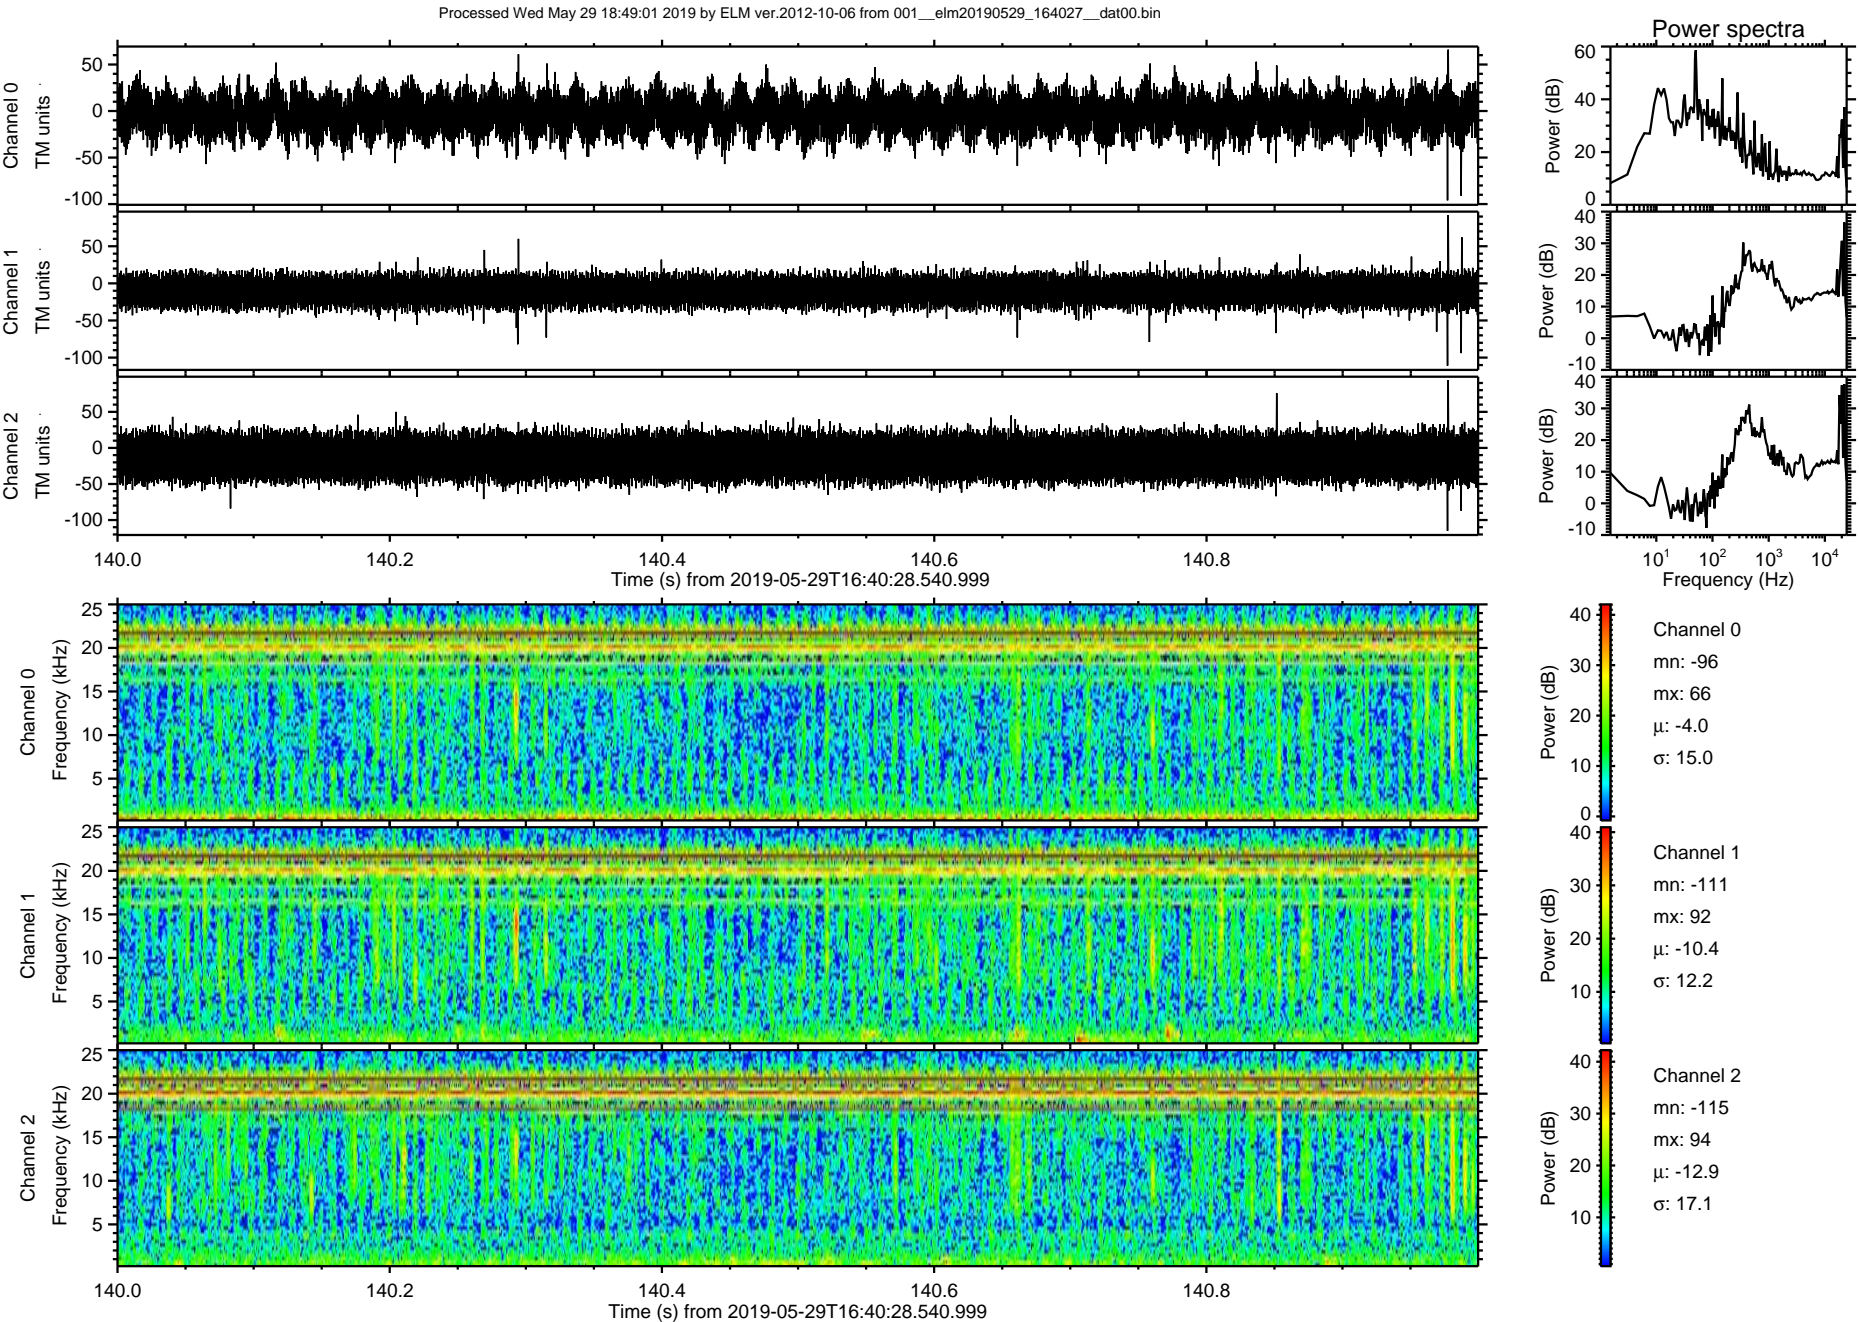 Processed Wed May 29 18:49:01 2019 by ELM ver.2012-10-06 from 001__elm20190529_164027__dat00.bin
Power spectra
Channel 0
TM units
50
0
-50
-100
Power (dB)
60
40
20
0
Channel 1
TM units
50
0
-50
-100
Power (dB)
40
30
20
10
0
-10
Channel 2
TM units
50
0
-50
-100
Power (dB)
40
30
20
10
0
-10
140.0 140.2 140.4 140.6 140.8
Time (s) from 2019-05-29T16:40:28.540.999
10^1 10^2 10^3 10^4
Frequency (Hz)
Channel 0
Frequency (kHz)
25
20
15
10
5
Power (dB)
40
30
20
10
0
Channel 0
mn: -96
mx: 66
µ: -4.0
σ: 15.0
Channel 1
Frequency (kHz)
25
20
15
10
5
Power (dB)
40
30
20
10
Channel 1
mn: -111
mx: 92
µ: -10.4
σ: 12.2
Channel 2
Frequency (kHz)
25
20
15
10
5
Power (dB)
40
30
20
10
Channel 2
mn: -115
mx: 94
µ: -12.9
σ: 17.1
140.0 140.2 140.4 140.6 140.8
Time (s) from 2019-05-29T16:40:28.540.999